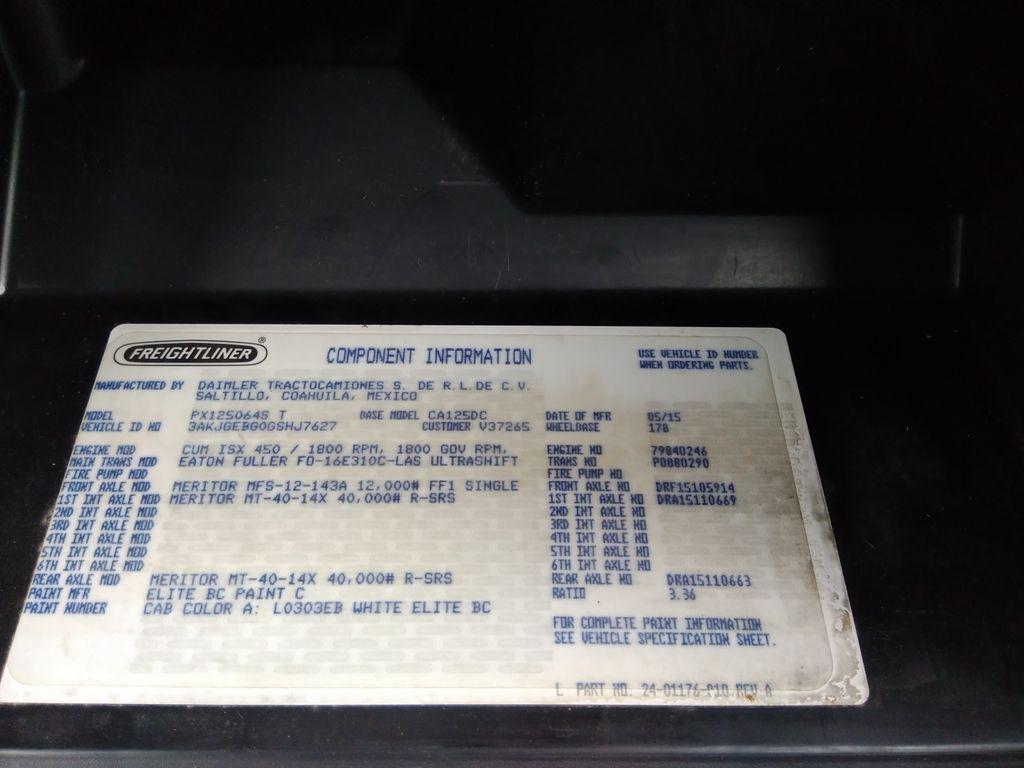 FREIGHTLINER ®
COMPONENT INFORMATION
USE VEHICLE ID NUMBER
WHEN ORDERING PARTS.
MANUFACTURED BY DAIMLER TRACTOCAMIONES S. DE R.L.DE C.V.
SALTILLO, COAHUILA, MEXICO
MODEL PX125064S T BASE MODEL CA125DC DATE OF MFR 05/15
VEHICLE ID NO 3AKJGEBG0GSHJ7627 CUSTOMER V37265 WHEELBASE 178
ENGINE MOD CUM ISX 450 / 1800 RPM, 1800 GOV RPM, ENGINE NO 79840246
MAIN TRANS MOD EATON FULLER FO-16E310C-LAS ULTRASHIFT TRANS NO P0880290
FIRE PUMP MOD FIRE PUMP NO
FRONT AXLE MOD MERITOR MFS-12-143A 12,000# FF1 SINGLE FRONT AXLE NO DRF15105914
1ST INT AXLE MOD MERITOR MT-40-14X 40,000# R-SRS 1ST INT AXLE NO DRA15110669
2ND INT AXLE MOD 2ND INT AXLE NO
3RD INT AXLE MOD 3RD INT AXLE NO
4TH INT AXLE MOD 4TH INT AXLE NO
5TH INT AXLE MOD 5TH INT AXLE NO
6TH INT AXLE MOD 6TH INT AXLE NO
REAR AXLE MOD MERITOR MT-40-14X 40,000# R-SRS REAR AXLE NO DRA15110663
PAINT MFR ELITE BC PAINT C RATIO 3.36
PAINT NUMBER CAB COLOR A: L0303EB WHITE ELITE BC
FOR COMPLETE PAINT INFORMATION
SEE VEHICLE SPECIFICATION SHEET.
L PART NO. 24-01176-010 REV A